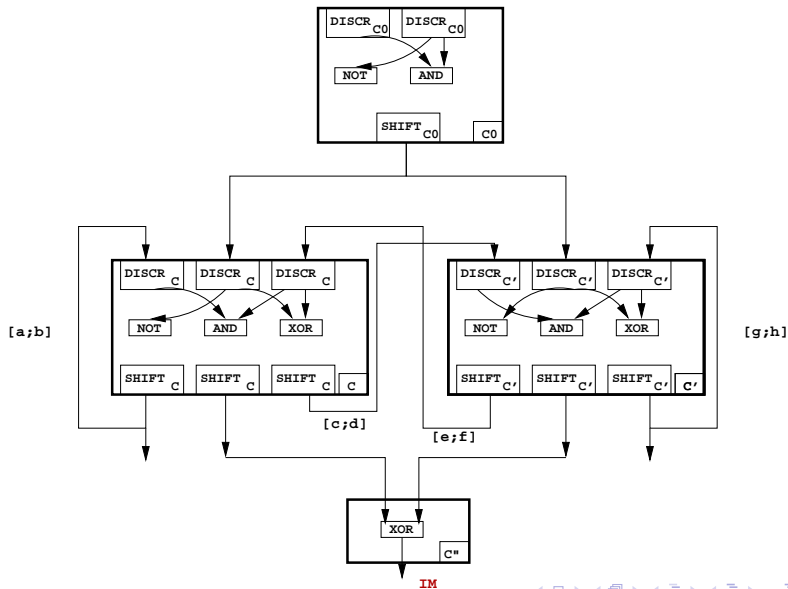 DISCR C0 DISCR C0
NOT AND
SHIFT C0 C0
DISCR C DISCR C DISCR C
DISCR C' DISCR C' DISCR C'
[a;b]
NOT AND XOR
NOT AND XOR
[g;h]
SHIFT C SHIFT C SHIFT C C
SHIFT C' SHIFT C' SHIFT C' C'
[c;d]
[e;f]
XOR
C"
IM